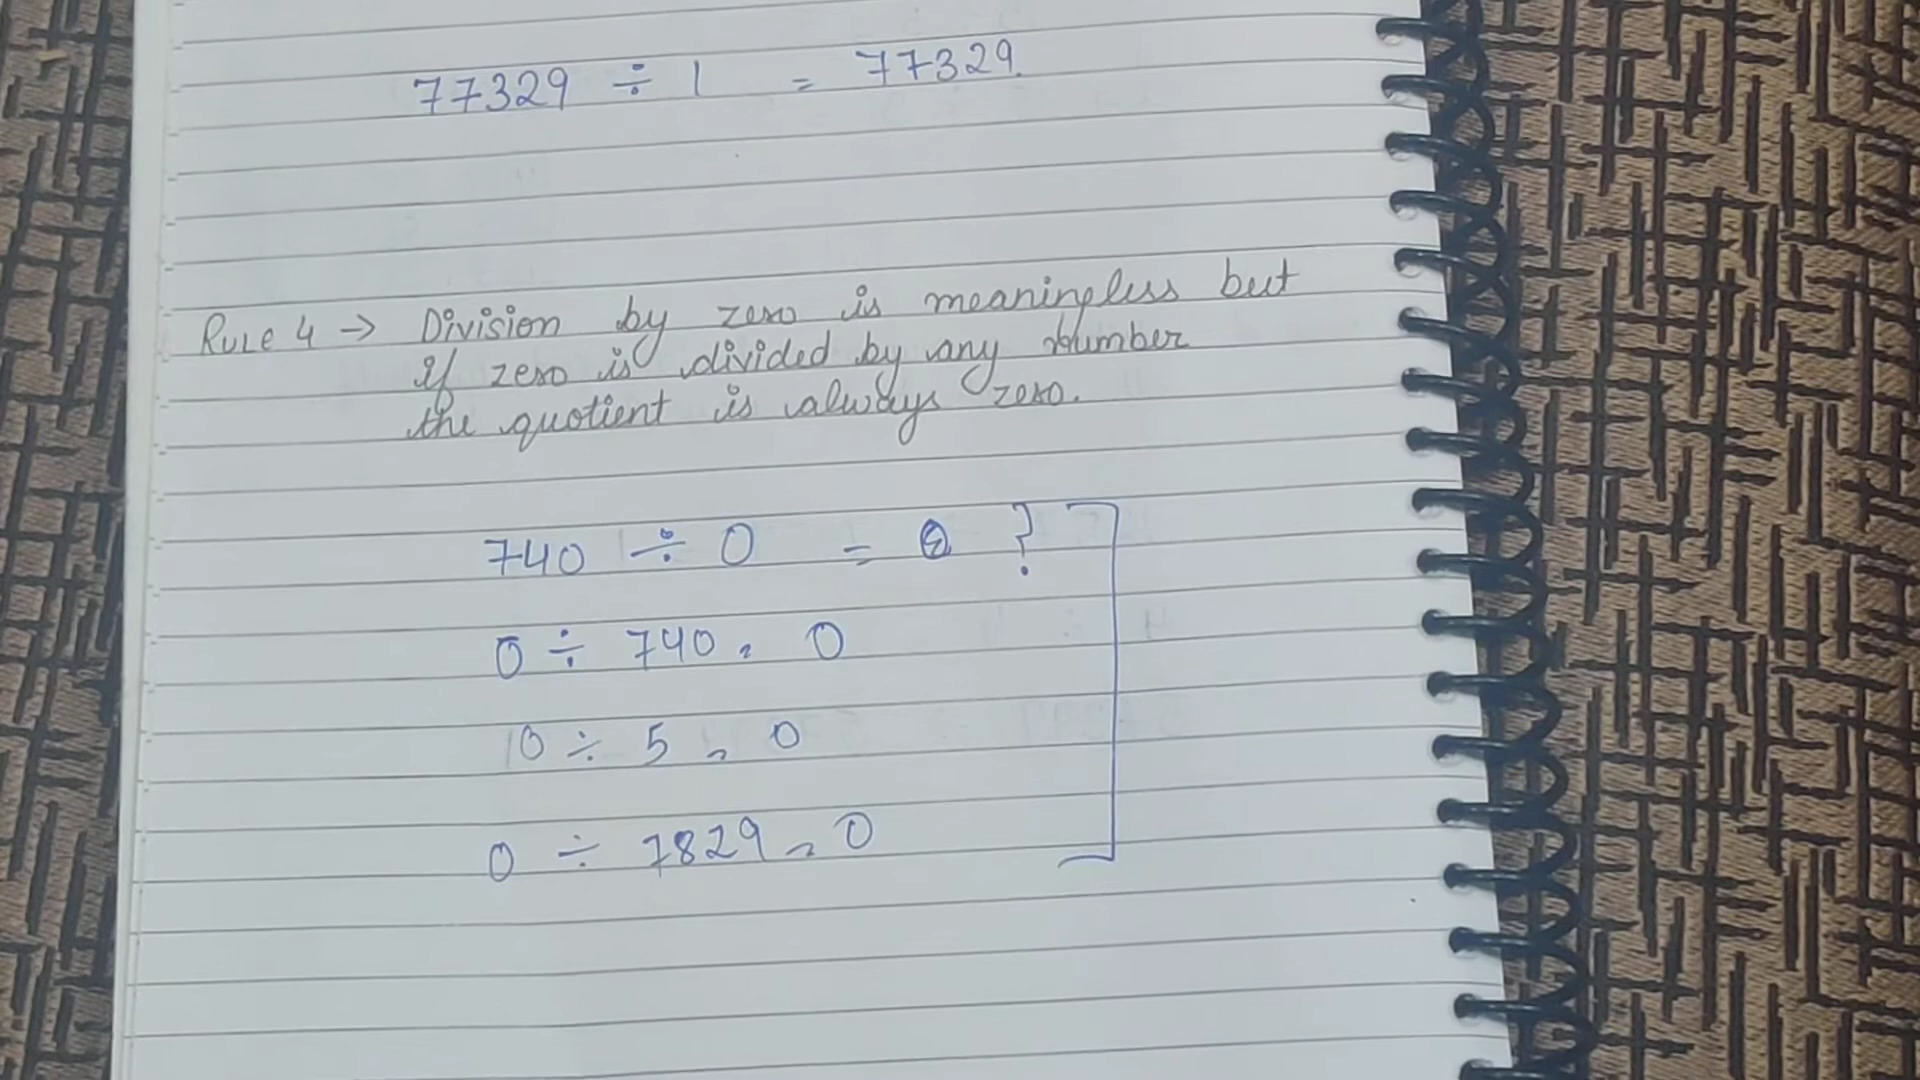 77329 ÷ 1 = 77329.
Rule 4 → Division by zero is meaningless but
if zero is divided by any number
the quotient is always zero.
740 ÷ 0 = ?
0 ÷ 740 = 0
0 ÷ 5 = 0
0 ÷ 7829 = 0